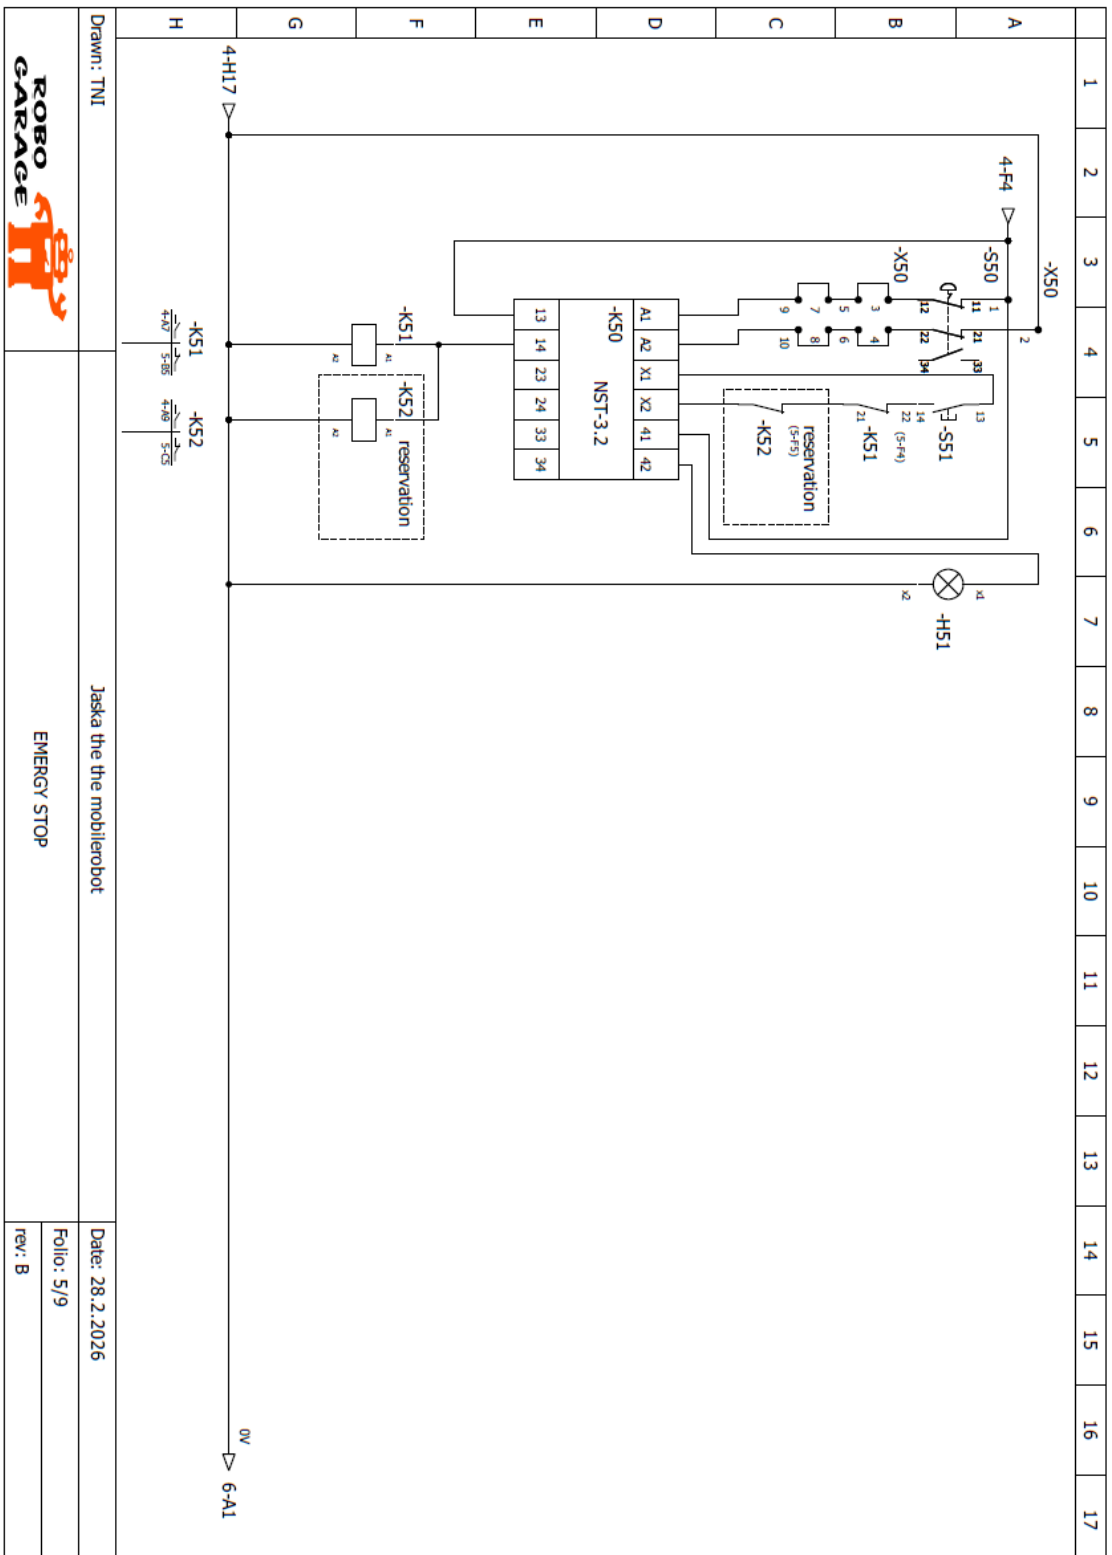 1 2 3 4 5 6 7 8 9 10 11 12 13 14 15 16 17
A
B
C
D
E
F
G
H
4-H17
4-F4
-X50
-S50
1
2
11
21
33
12
22
34
-X50
3
4
5
6
7
8
9
10
13
-S51
14
22
(5-F4)
-K51
21
reservation
(5-F5)
-K52
-H51
x1
x2
A1 A2 X1 X2 41 42
-K50
NST-3.2
13 14 23 24 33 34
-K51
A1
A2
-K52
reservation
A1
A2
-K51
4-A7
5-B5
-K52
4-A9
5-C5
0V
6-A1
Drawn: TNI
Jaska the the mobilerobot
Date: 28.2.2026
ROBO
GARAGE
EMERGY STOP
Folio: 5/9
rev: B